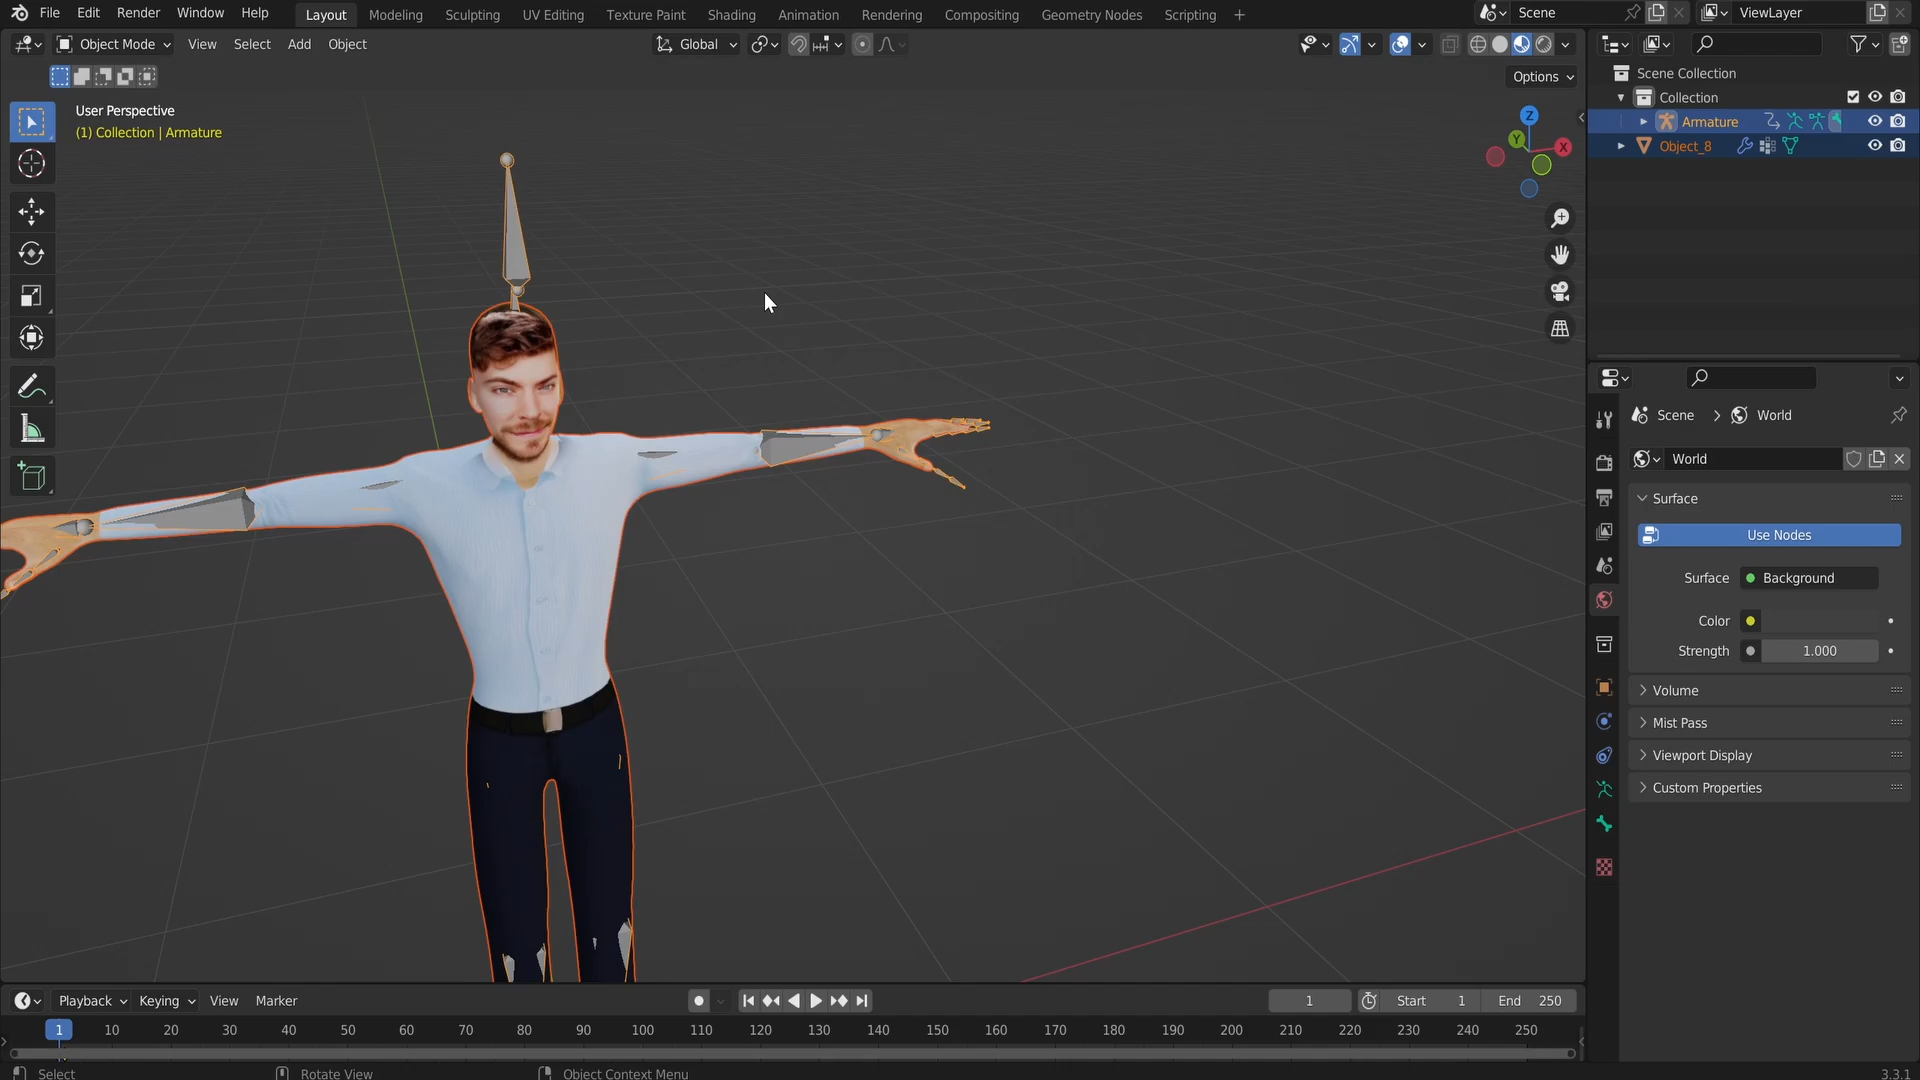 File Edit Render Window Help Layout Modeling Sculpting UV Editing Texture Paint Shading Animation Rendering Compositing Geometry Nodes Scripting + Scene ViewLayer
Object Mode View Select Add Object Global
Options
User Perspective
(1) Collection | Armature
Z
Y
X
Scene Collection
Collection
Armature
Object_8
Scene > World
World
Surface
Use Nodes
Surface Background
Color
Strength 1.000
Volume
Mist Pass
Viewport Display
Custom Properties
Playback Keying View Marker 1 Start 1 End 250
1 10 20 30 40 50 60 70 80 90 100 110 120 130 140 150 160 170 180 190 200 210 220 230 240 250
Select Rotate View Object Context Menu 3.3.1